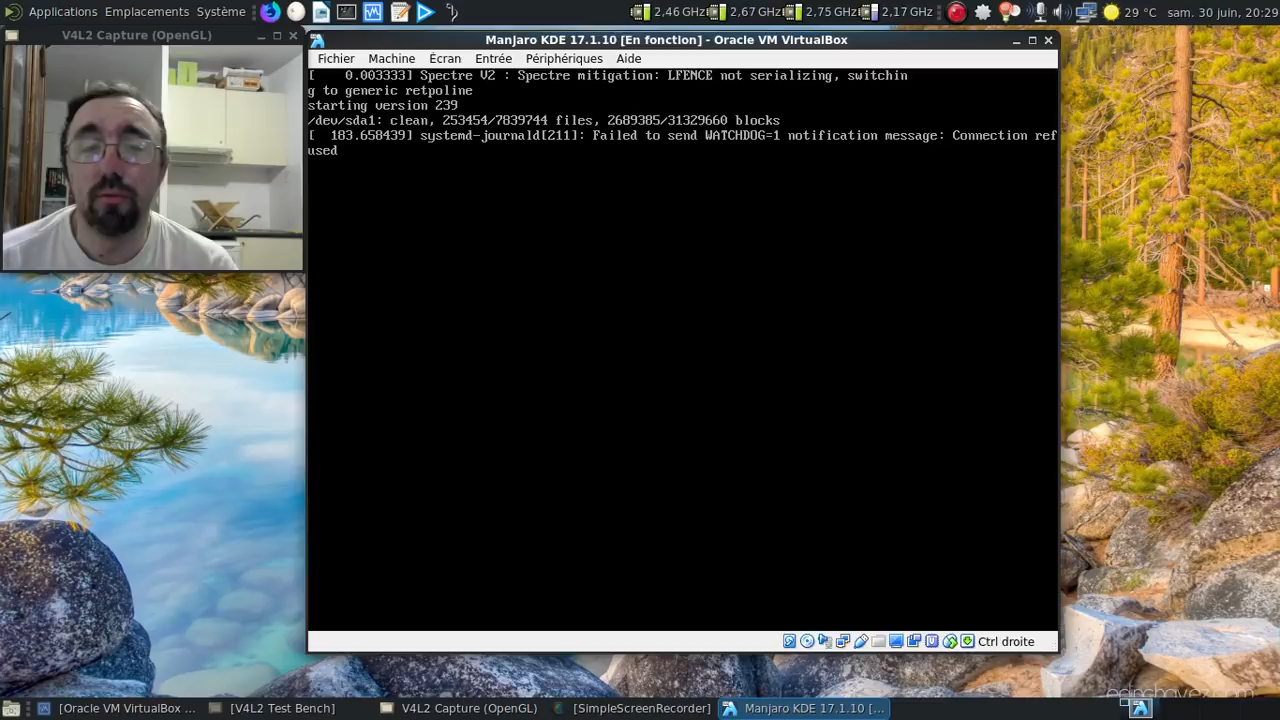 Applications Emplacements Système
2,46 GHz 2,67 GHz 2,75 GHz 2,17 GHz 29 °C sam. 30 juin, 20:29
V4L2 Capture (OpenGL)
Manjaro KDE 17.1.10 [En fonction] - Oracle VM VirtualBox
Fichier Machine Écran Entrée Périphériques Aide
[    0.003333] Spectre V2 : Spectre mitigation: LFENCE not serializing, switchin
g to generic retpoline
starting version 239
/dev/sda1: clean, 253454/7839744 files, 2689385/31329660 blocks
[  183.658439] systemd-journald[211]: Failed to send WATCHDOG=1 notification message: Connection ref
used
Ctrl droite
[Oracle VM VirtualBox ... [V4L2 Test Bench] V4L2 Capture (OpenGL) [SimpleScreenRecorder] Manjaro KDE 17.1.10 [...